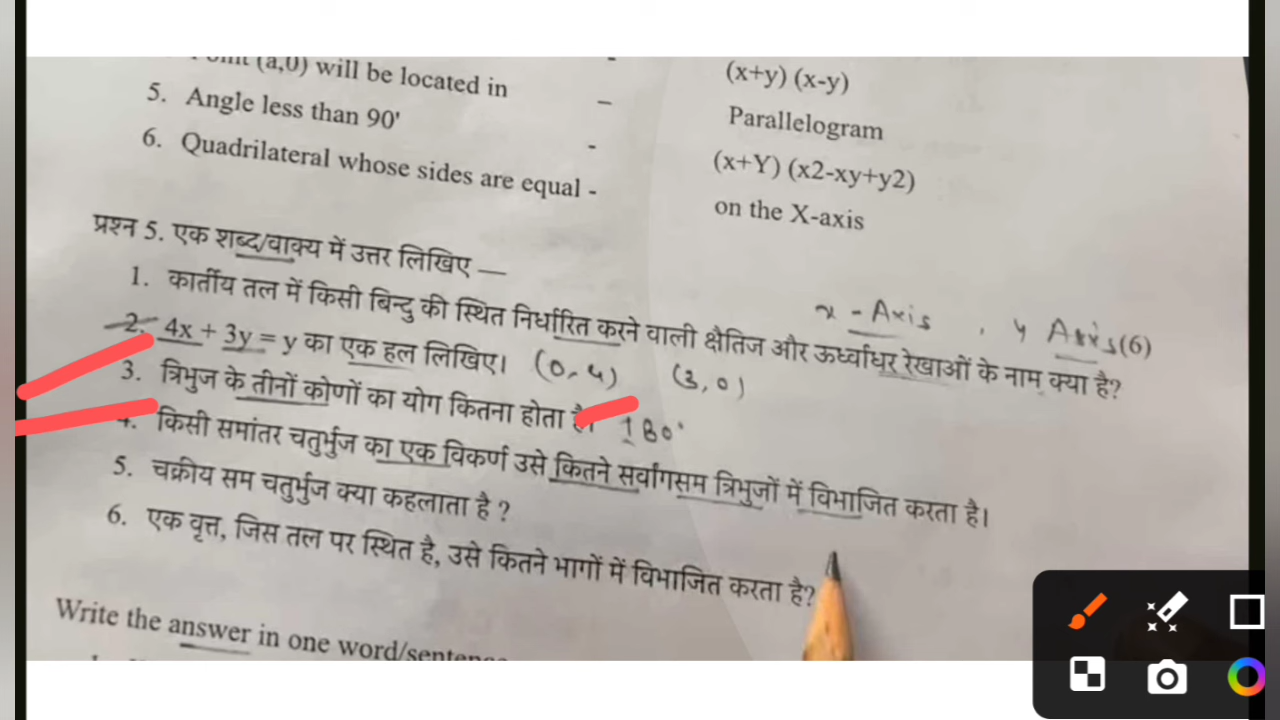 (a,0) will be located in - (x+y) (x-y)
5. Angle less than 90' - Parallelogram
6. Quadrilateral whose sides are equal - (x+Y) (x2-xy+y2)
on the X-axis
प्रश्न 5. एक शब्द/वाक्य में उत्तर लिखिए —
x - Axis , y Axis (6)
1. कार्तीय तल में किसी बिन्दु की स्थित निर्धारित करने वाली क्षैतिज और ऊर्ध्वाधर रेखाओं के नाम क्या है?
2. 4x + 3y = y का एक हल लिखिए। (0, 4) (3, 0)
3. त्रिभुज के तीनों कोणों का योग कितना होता है। 180°
4. किसी समांतर चतुर्भुज का एक विकर्ण उसे कितने सर्वांगसम त्रिभुजों में विभाजित करता है।
5. चक्रीय सम चतुर्भुज क्या कहलाता है ?
6. एक वृत्त, जिस तल पर स्थित है, उसे कितने भागों में विभाजित करता है?
Write the answer in one word/sentence